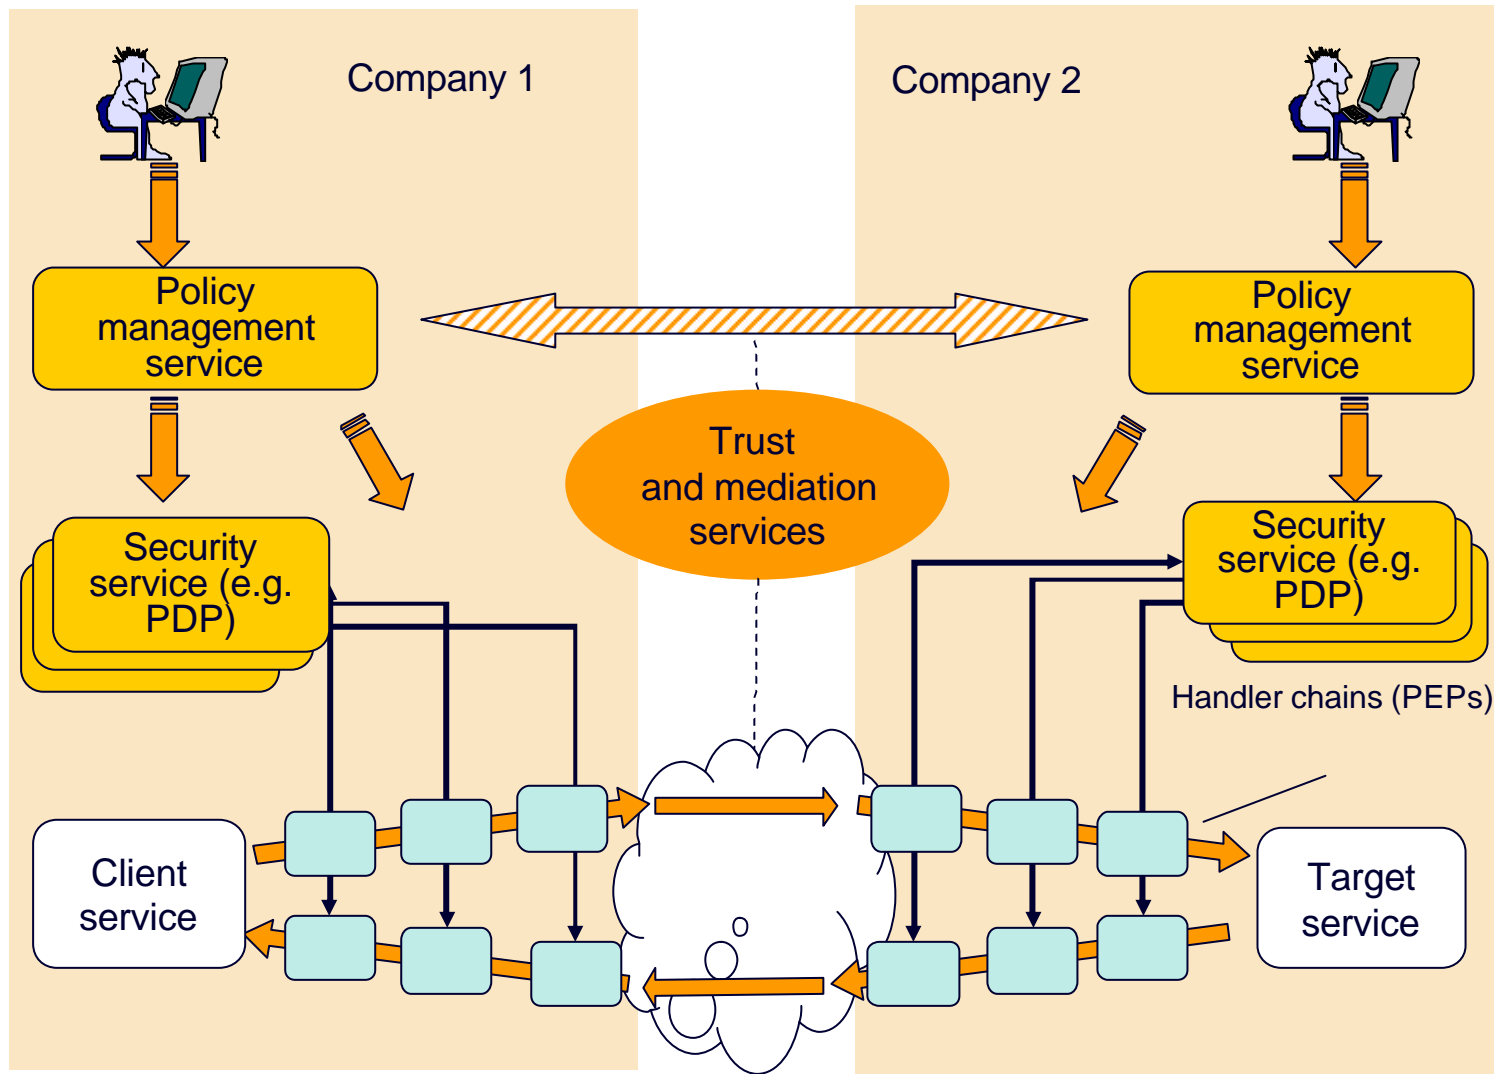 Company 1
Company 2
Policy
management
service
Policy
management
service
Trust
and mediation
services
Security
service (e.g.
PDP)
Security
service (e.g.
PDP)
Handler chains (PEPs)
Client
service
Target
service